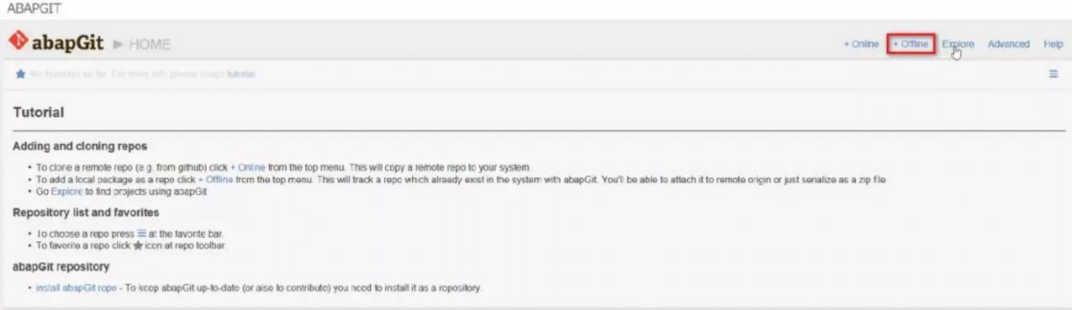 ABAPGIT
abapGit ▶ HOME
+ Online + Offline Explore Advanced Help
No favorites so far. For more info please check tutorial
Tutorial
Adding and cloning repos
• To clone a remote repo (e.g. from github) click + Online from the top menu. This will copy a remote repo to your system.
• To add a local package as a repo click + Offline from the top menu. This will track a repo which already exist in the system with abapGit. You'll be able to attach it to remote origin or just serialize as a zip file
• Go Explore to find projects using abapGit
Repository list and favorites
• To choose a repo press ☰ at the favorite bar.
• To favorite a repo click ★ icon at repo toolbar.
abapGit repository
• install abapGit repo - To keep abapGit up-to-date (or also to contribute) you need to install it as a repository.